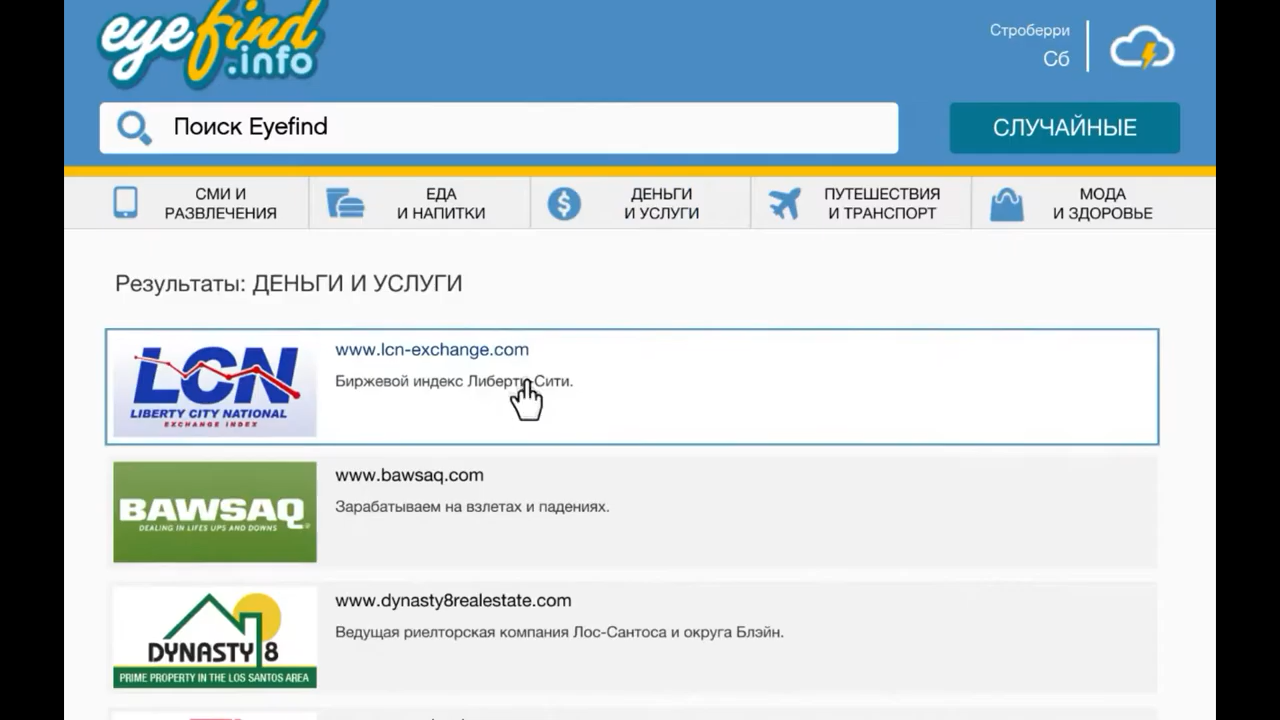 eyefind
.info
Строберри
Сб
Поиск Eyefind
СЛУЧАЙНЫЕ
СМИ И
РАЗВЛЕЧЕНИЯ
ЕДА
И НАПИТКИ
ДЕНЬГИ
И УСЛУГИ
ПУТЕШЕСТВИЯ
И ТРАНСПОРТ
МОДА
И ЗДОРОВЬЕ
Результаты: ДЕНЬГИ И УСЛУГИ
LCN
LIBERTY CITY NATIONAL
EXCHANGE INDEX
www.lcn-exchange.com
Биржевой индекс Либерти-Сити.
BAWSAQ
DEALING IN LIFES UPS AND DOWNS
www.bawsaq.com
Зарабатываем на взлетах и падениях.
DYNASTY 8
PRIME PROPERTY IN THE LOS SANTOS AREA
www.dynasty8realestate.com
Ведущая риелторская компания Лос-Сантоса и округа Блэйн.